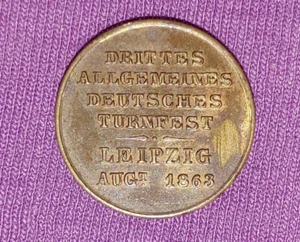 DRITTES
ALLGEMEINES
DEUTSCHES
TURNFEST
LEIPZIG
AUGT 1863